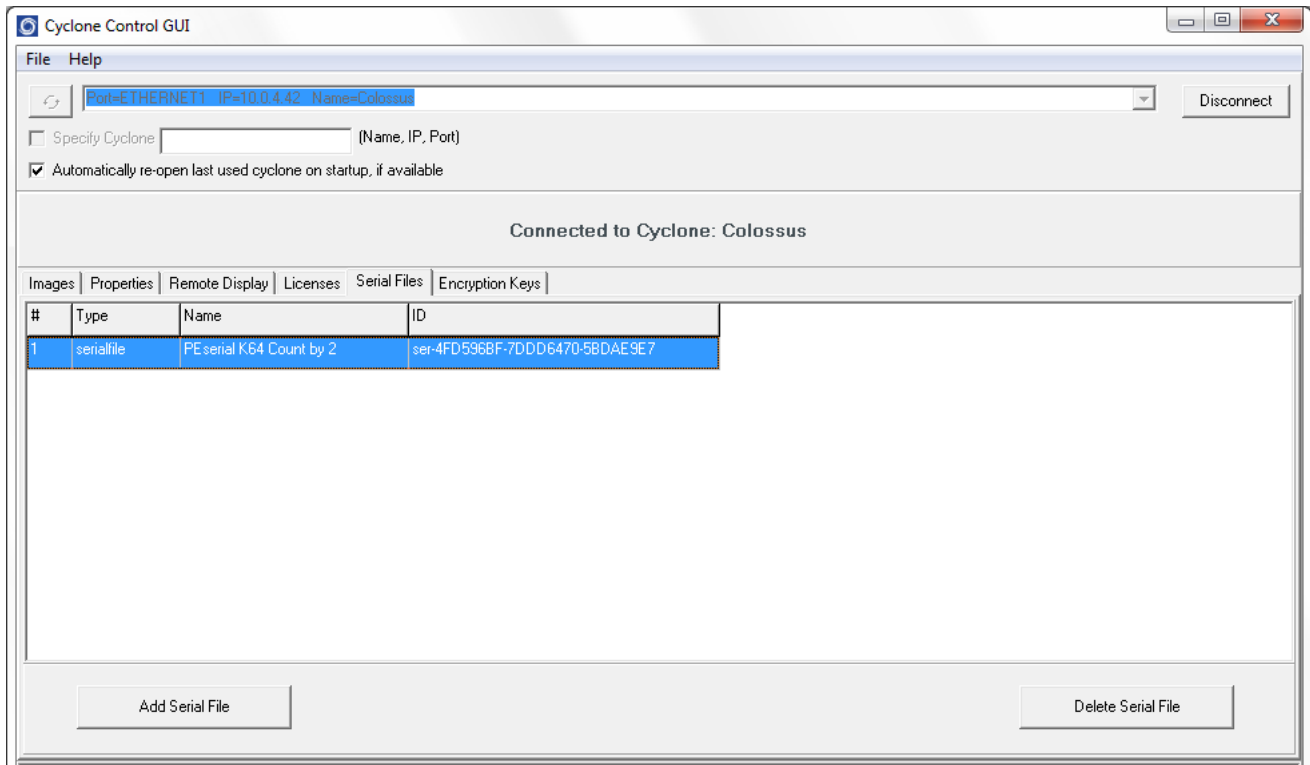 Cyclone Control GUI
File Help
Port=ETHERNET1 IP=10.0.4.42 Name=Colossus Disconnect
Specify Cyclone (Name, IP, Port)
Automatically re-open last used cyclone on startup, if available
Connected to Cyclone: Colossus
Images Properties Remote Display Licenses Serial Files Encryption Keys
# Type Name ID
1 serialfile PEserial K64 Count by 2 ser-4FD596BF-7DDD6470-5BDAE9E7
Add Serial File Delete Serial File